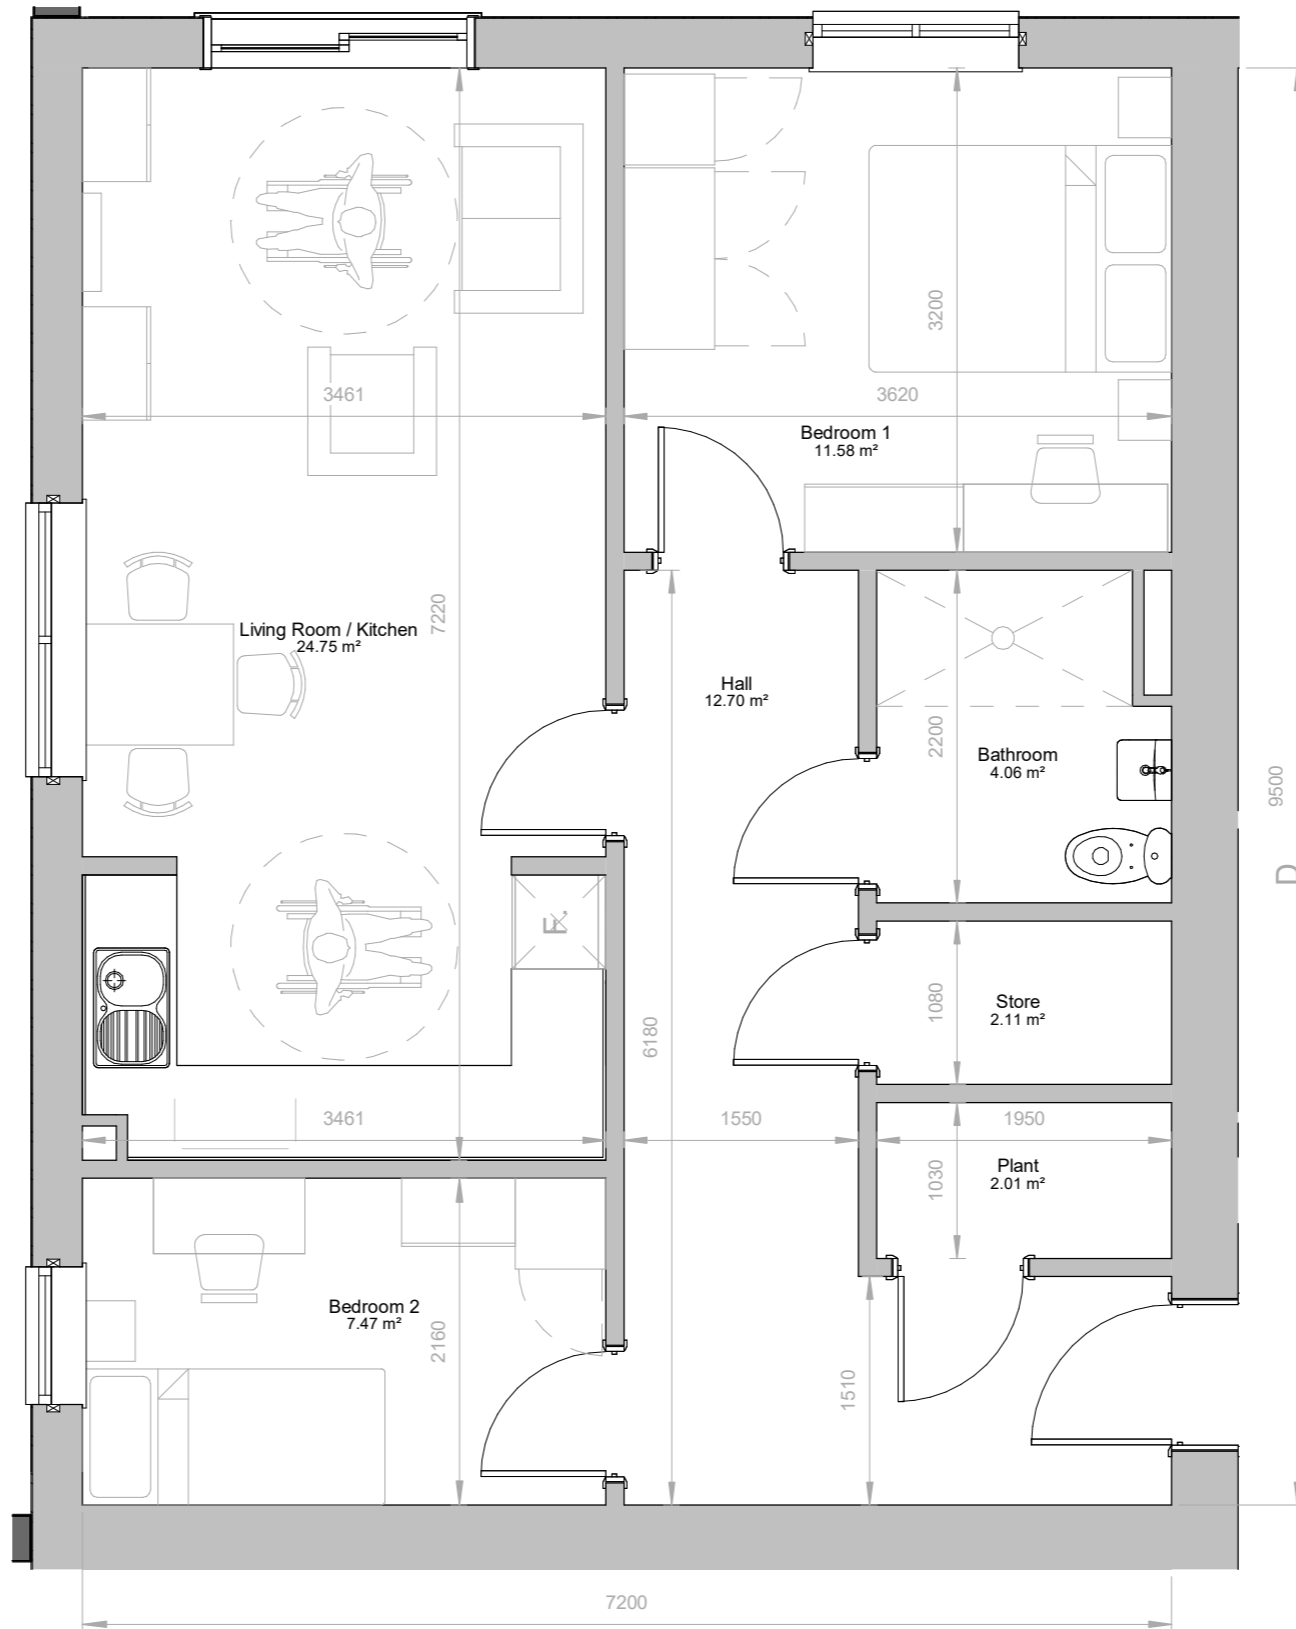 3200
3461
3620
Bedroom 1
11.58 m²
7220
Living Room / Kitchen
24.75 m²
Hall
12.70 m²
2200
Bathroom
4.06 m²
9500
D
F.
6180
1080
Store
2.11 m²
3461
1550
1950
1030
Plant
2.01 m²
Bedroom 2
7.47 m²
2160
1510
7200